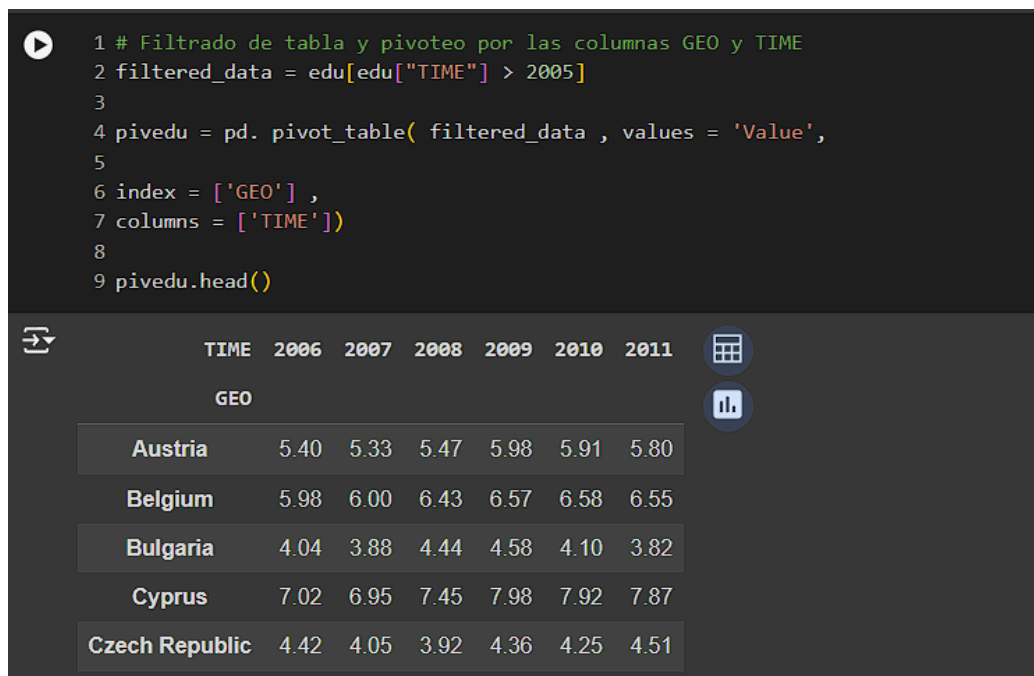 1 # Filtrado de tabla y pivoteo por las columnas GEO y TIME
2 filtered_data = edu[edu["TIME"] > 2005]
3
4 pivedu = pd. pivot_table( filtered_data , values = 'Value',
5
6 index = ['GEO'] ,
7 columns = ['TIME'])
8
9 pivedu.head()
TIME 2006 2007 2008 2009 2010 2011
GEO
Austria 5.40 5.33 5.47 5.98 5.91 5.80
Belgium 5.98 6.00 6.43 6.57 6.58 6.55
Bulgaria 4.04 3.88 4.44 4.58 4.10 3.82
Cyprus 7.02 6.95 7.45 7.98 7.92 7.87
Czech Republic 4.42 4.05 3.92 4.36 4.25 4.51